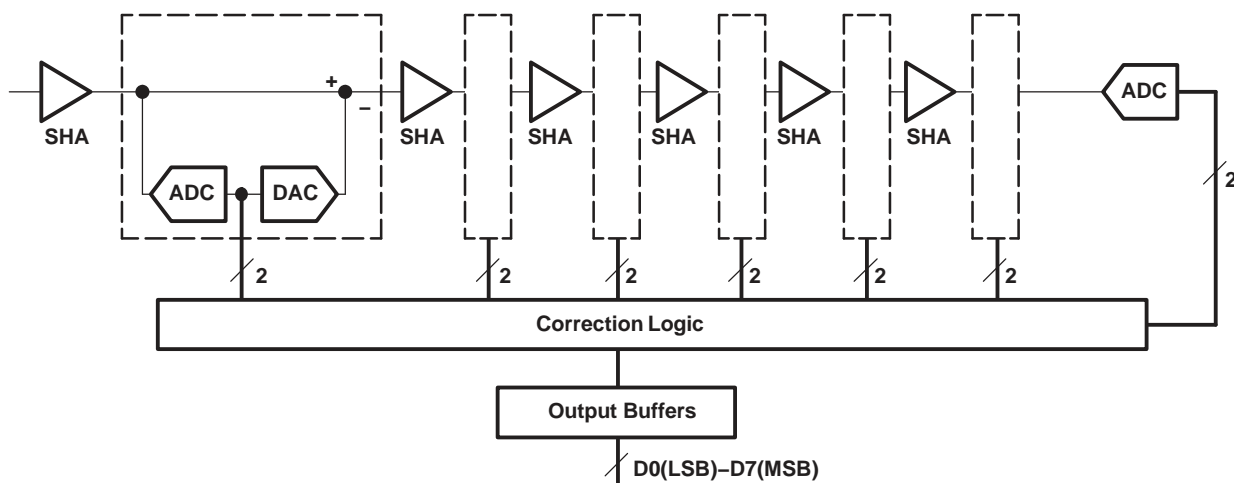 +
–
SHA
SHA
SHA
SHA
SHA
SHA
ADC
ADC
DAC
2
2
2
2
2
2
2
Correction Logic
Output Buffers
D0(LSB)–D7(MSB)